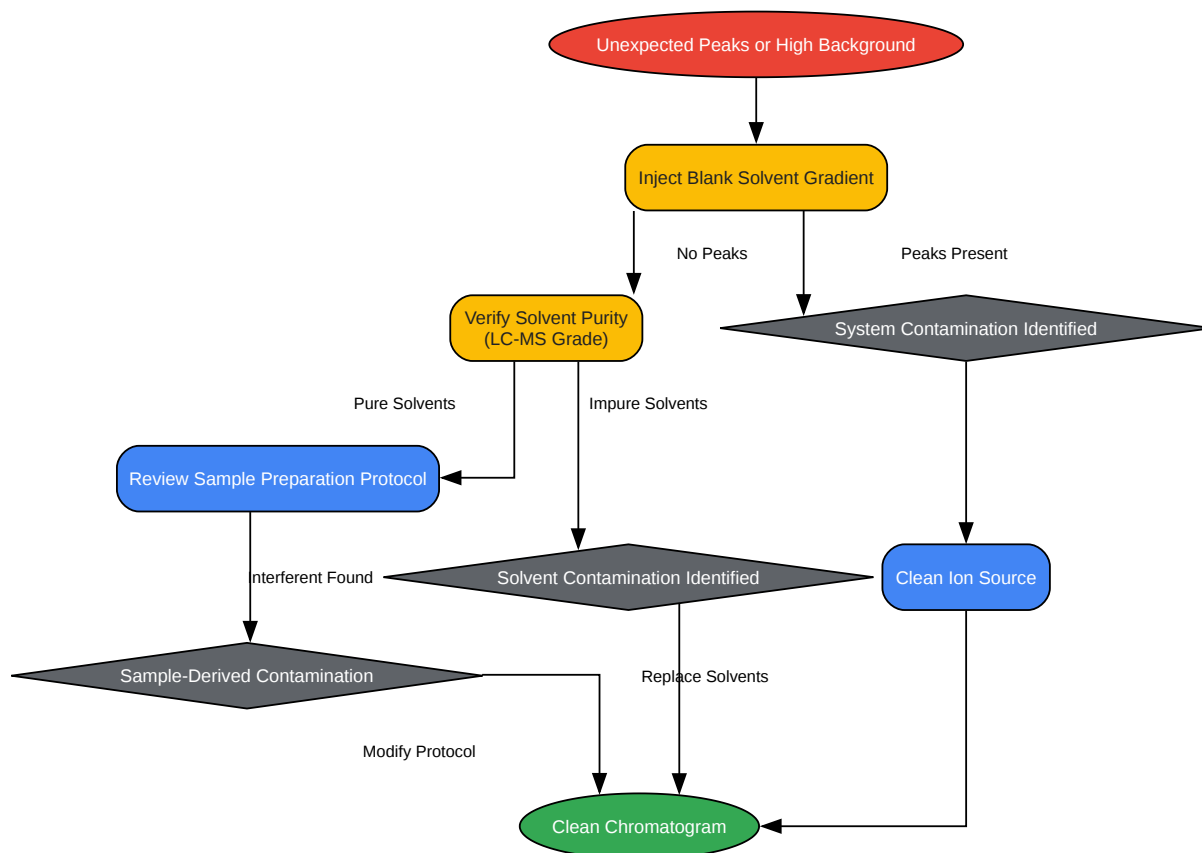 Unexpected Peaks or High Background
Inject Blank Solvent Gradient
No Peaks
Peaks Present
Verify Solvent Purity
(LC-MS Grade)
System Contamination Identified
Pure Solvents
Impure Solvents
Review Sample Preparation Protocol
Interferent Found
Solvent Contamination Identified
Clean Ion Source
Sample-Derived Contamination
Replace Solvents
Modify Protocol
Clean Chromatogram